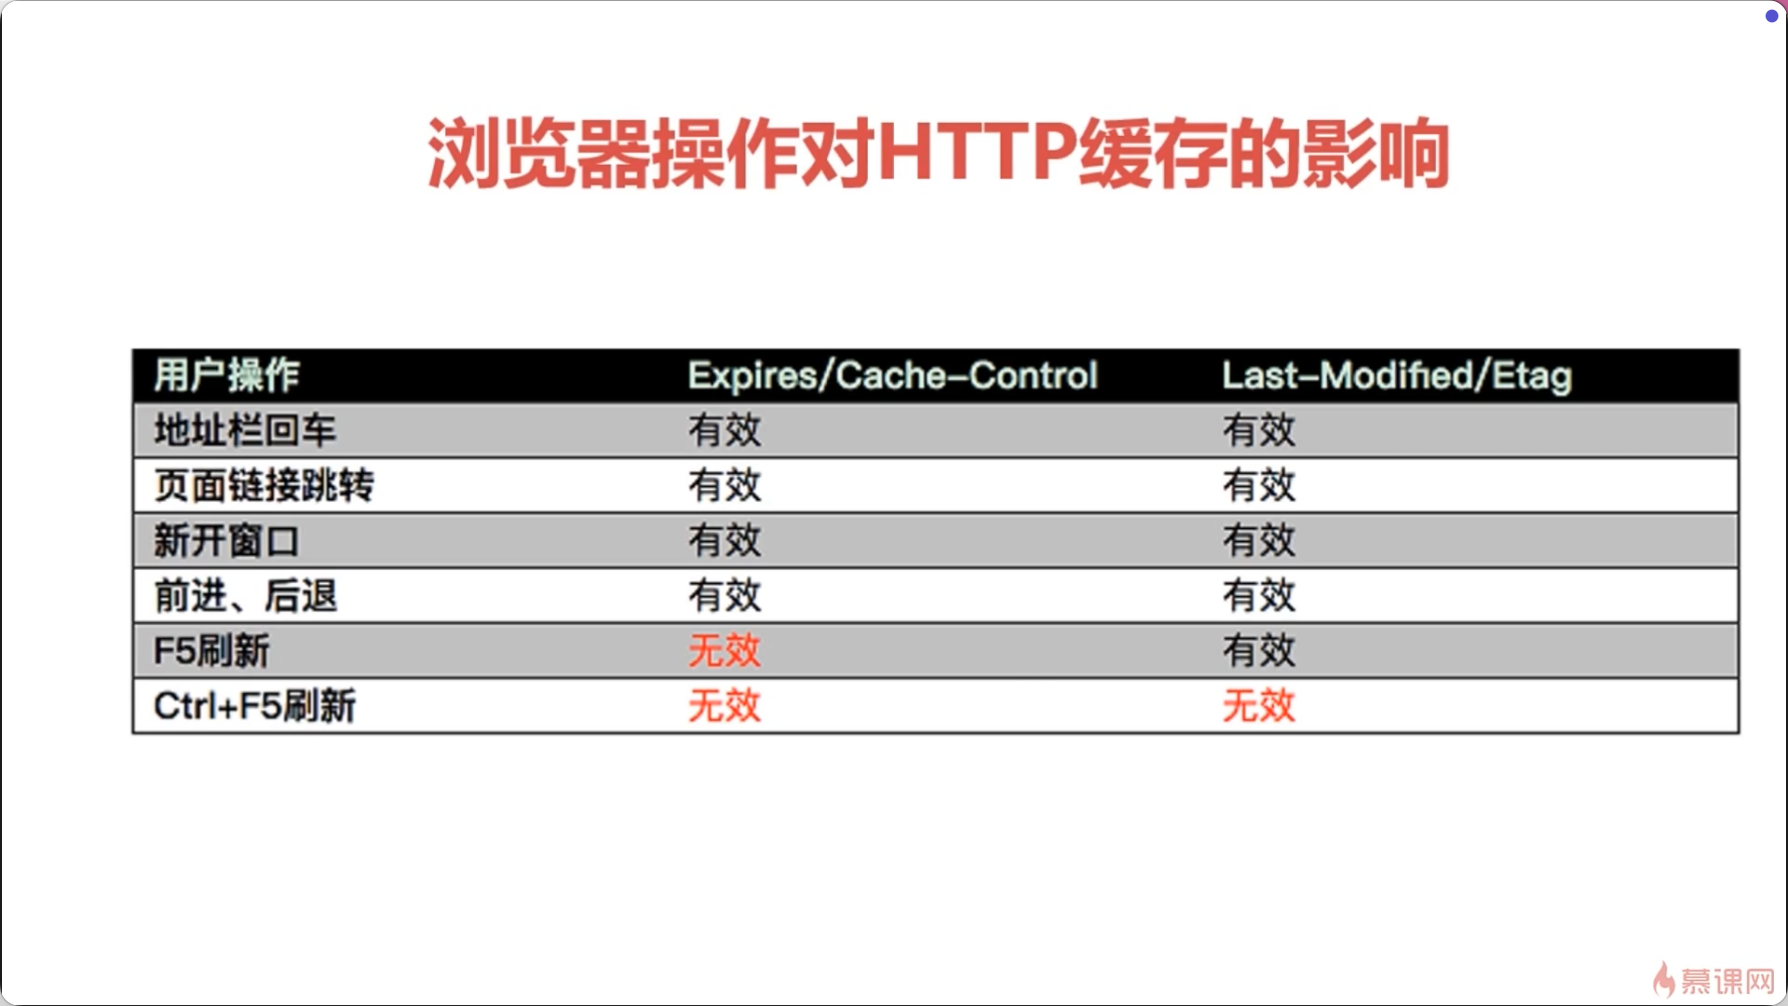 浏览器操作对HTTP缓存的影响
用户操作 Expires/Cache-Control Last-Modified/Etag
地址栏回车 有效 有效
页面链接跳转 有效 有效
新开窗口 有效 有效
前进、后退 有效 有效
F5刷新 无效 有效
Ctrl+F5刷新 无效 无效
慕课网